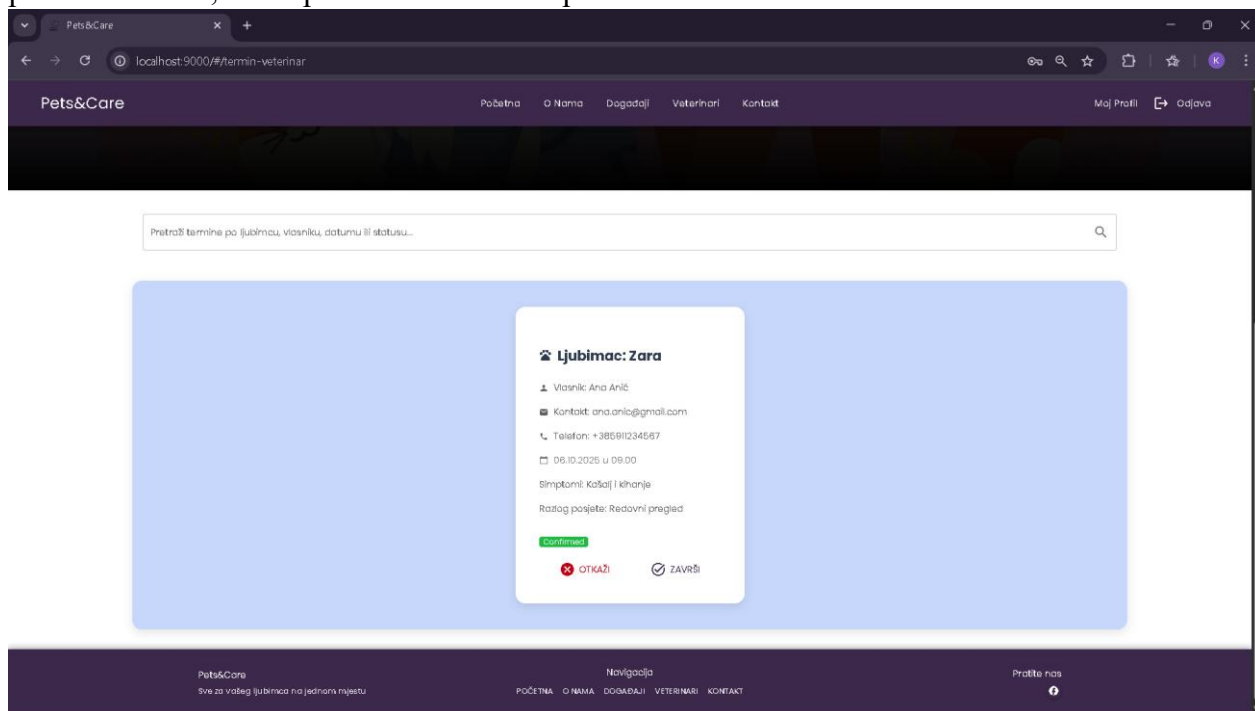 Pets&Care
localhost:9000/#/termin-veterinar
K
Pets&Care
Početna O Nama Događaji Veterinari Kontakt
Moj Profil Odjava
Pretraži termine po ljubimcu, vlasniku, datumu ili statusu...
Ljubimac: Zara
Vlasnik: Ana Anić
Kontakt: ana.anic@gmail.com
Telefon: +385911234567
06.10.2025 u 09:00
Simptomi: Kašalj i kihanje
Razlog posjete: Redovni pregled
Confirmed
OTKAŽI ZAVRŠI
Pets&Care
Sve za vašeg ljubimca na jednom mjestu
Navigacija
POČETNA O NAMA DOGAĐAJI VETERINARI KONTAKT
Pratite nas